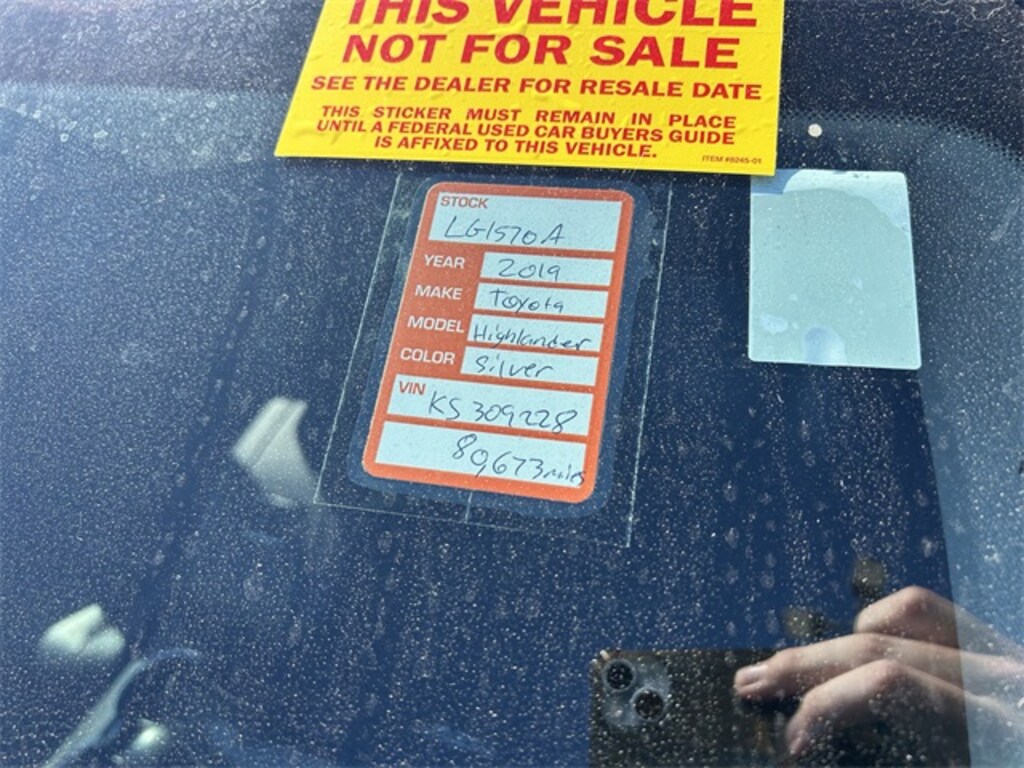 THIS VEHICLE
NOT FOR SALE
SEE THE DEALER FOR RESALE DATE
THIS STICKER MUST REMAIN IN PLACE
UNTIL A FEDERAL USED CAR BUYERS GUIDE
IS AFFIXED TO THIS VEHICLE.
ITEM #8245-01
STOCK
LG1570A
YEAR 2019
MAKE Toyota
MODEL Highlander
COLOR Silver
VIN KS309228
89673 miles